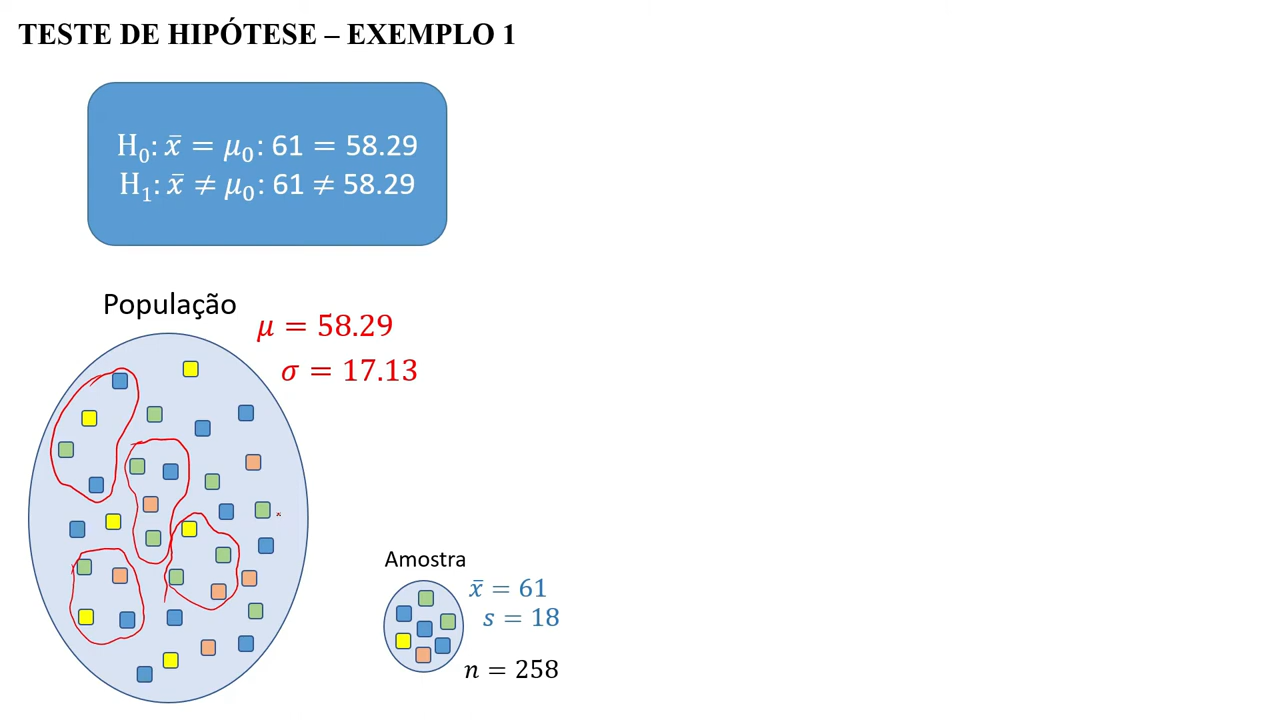 TESTE DE HIPÓTESE – EXEMPLO 1
H₀: x̄ = μ₀: 61 = 58.29
H₁: x̄ ≠ μ₀: 61 ≠ 58.29
População
μ = 58.29
σ = 17.13
Amostra
x̄ = 61
s = 18
n = 258